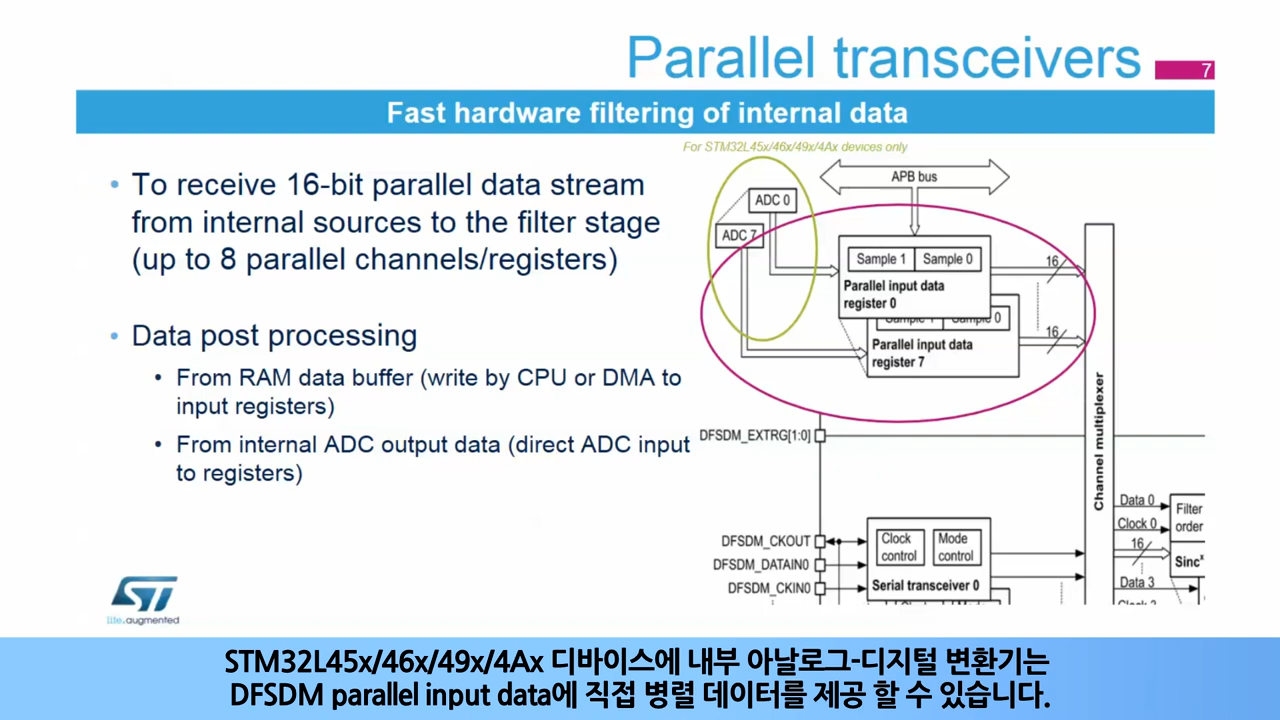 Parallel transceivers
7
Fast hardware filtering of internal data
For STM32L45x/46x/49x/4Ax devices only
• To receive 16-bit parallel data stream
from internal sources to the filter stage
(up to 8 parallel channels/registers)
• Data post processing
• From RAM data buffer (write by CPU or DMA to
input registers)
• From internal ADC output data (direct ADC input
to registers)
APB bus
ADC 0
ADC 7
Sample 1 Sample 0
Parallel input data
register 0
16
Sample 1 Sample 0
Parallel input data
register 7
16
Channel multiplexer
DFSDM_EXTRG[1:0]
DFSDM_CKOUT
DFSDM_DATAIN0
DFSDM_CKIN0
Clock
control
Mode
control
Serial transceiver 0
Data 0
Clock 0
16
Data 3
Filter
order
Sincx
ST
life.augmented
STM32L45x/46x/49x/4Ax 디바이스에 내부 아날로그-디지털 변환기는
DFSDM parallel input data에 직접 병렬 데이터를 제공 할 수 있습니다.